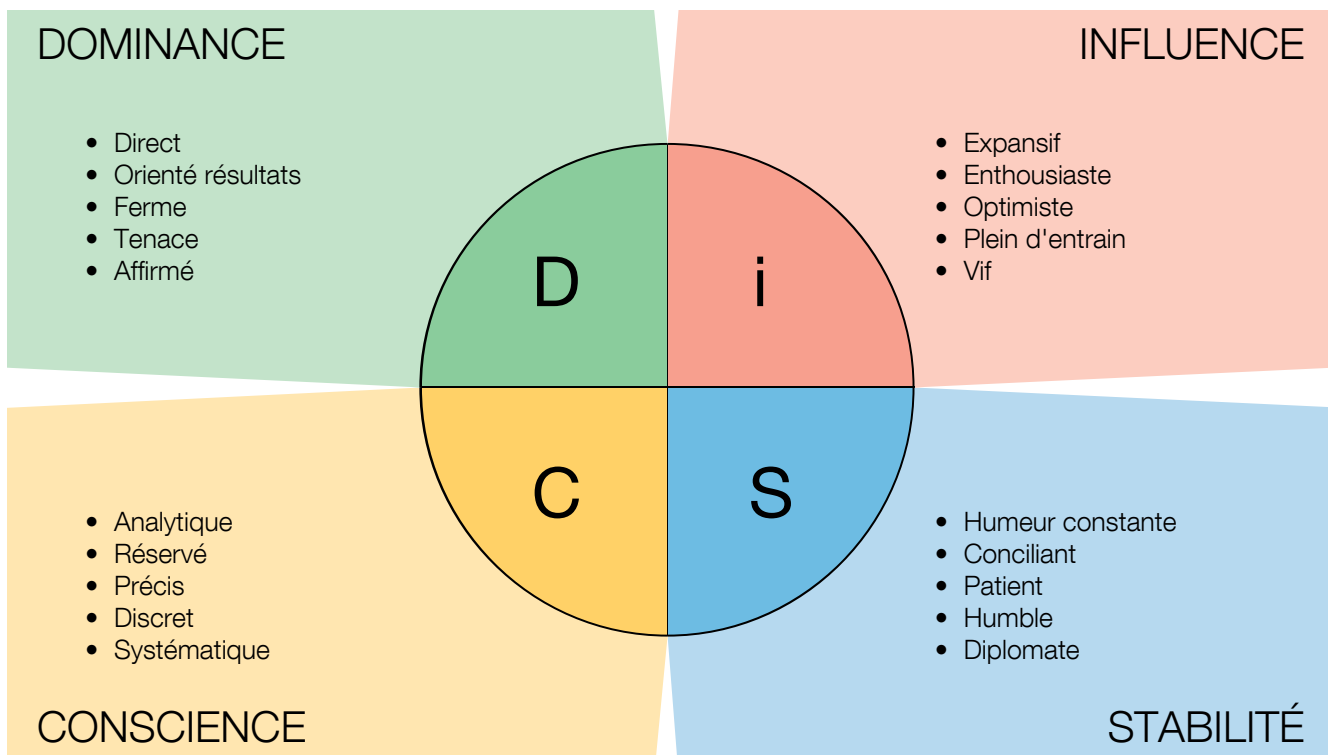 DOMINANCE
• Direct
• Orienté résultats
• Ferme
• Tenace
• Affirmé
INFLUENCE
• Expansif
• Enthousiaste
• Optimiste
• Plein d'entrain
• Vif
D
i
C
S
• Analytique
• Réservé
• Précis
• Discret
• Systématique
CONSCIENCE
• Humeur constante
• Conciliant
• Patient
• Humble
• Diplomate
STABILITÉ